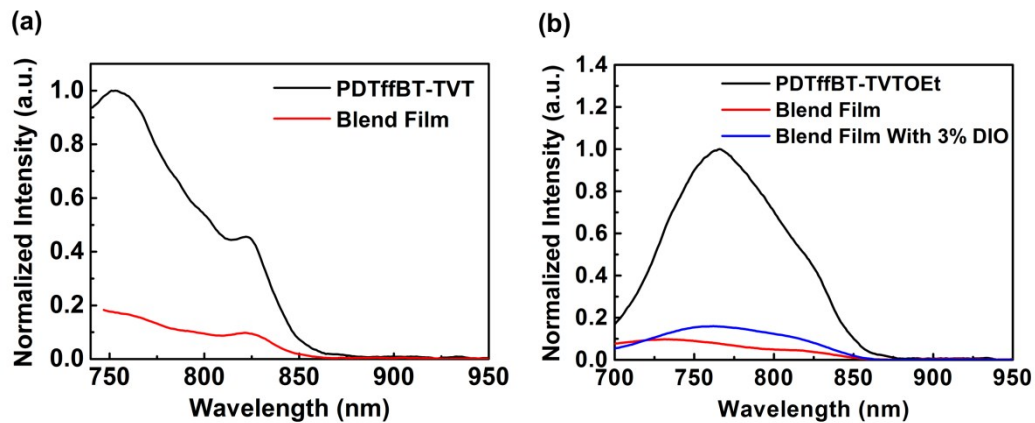 (a)
Normalized Intensity (a.u.)
1.0
0.8
0.6
0.4
0.2
0.0
PDTffBT-TVT
Blend Film
750 800 850 900 950
Wavelength (nm)
(b)
Normalized Intensity (a.u.)
1.4
1.2
1.0
0.8
0.6
0.4
0.2
0.0
PDTffBT-TVTOEt
Blend Film
Blend Film With 3% DIO
700 750 800 850 900 950
Wavelength (nm)